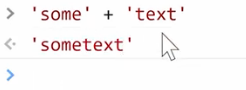 > 'some' + 'text'
<· 'sometext'
>